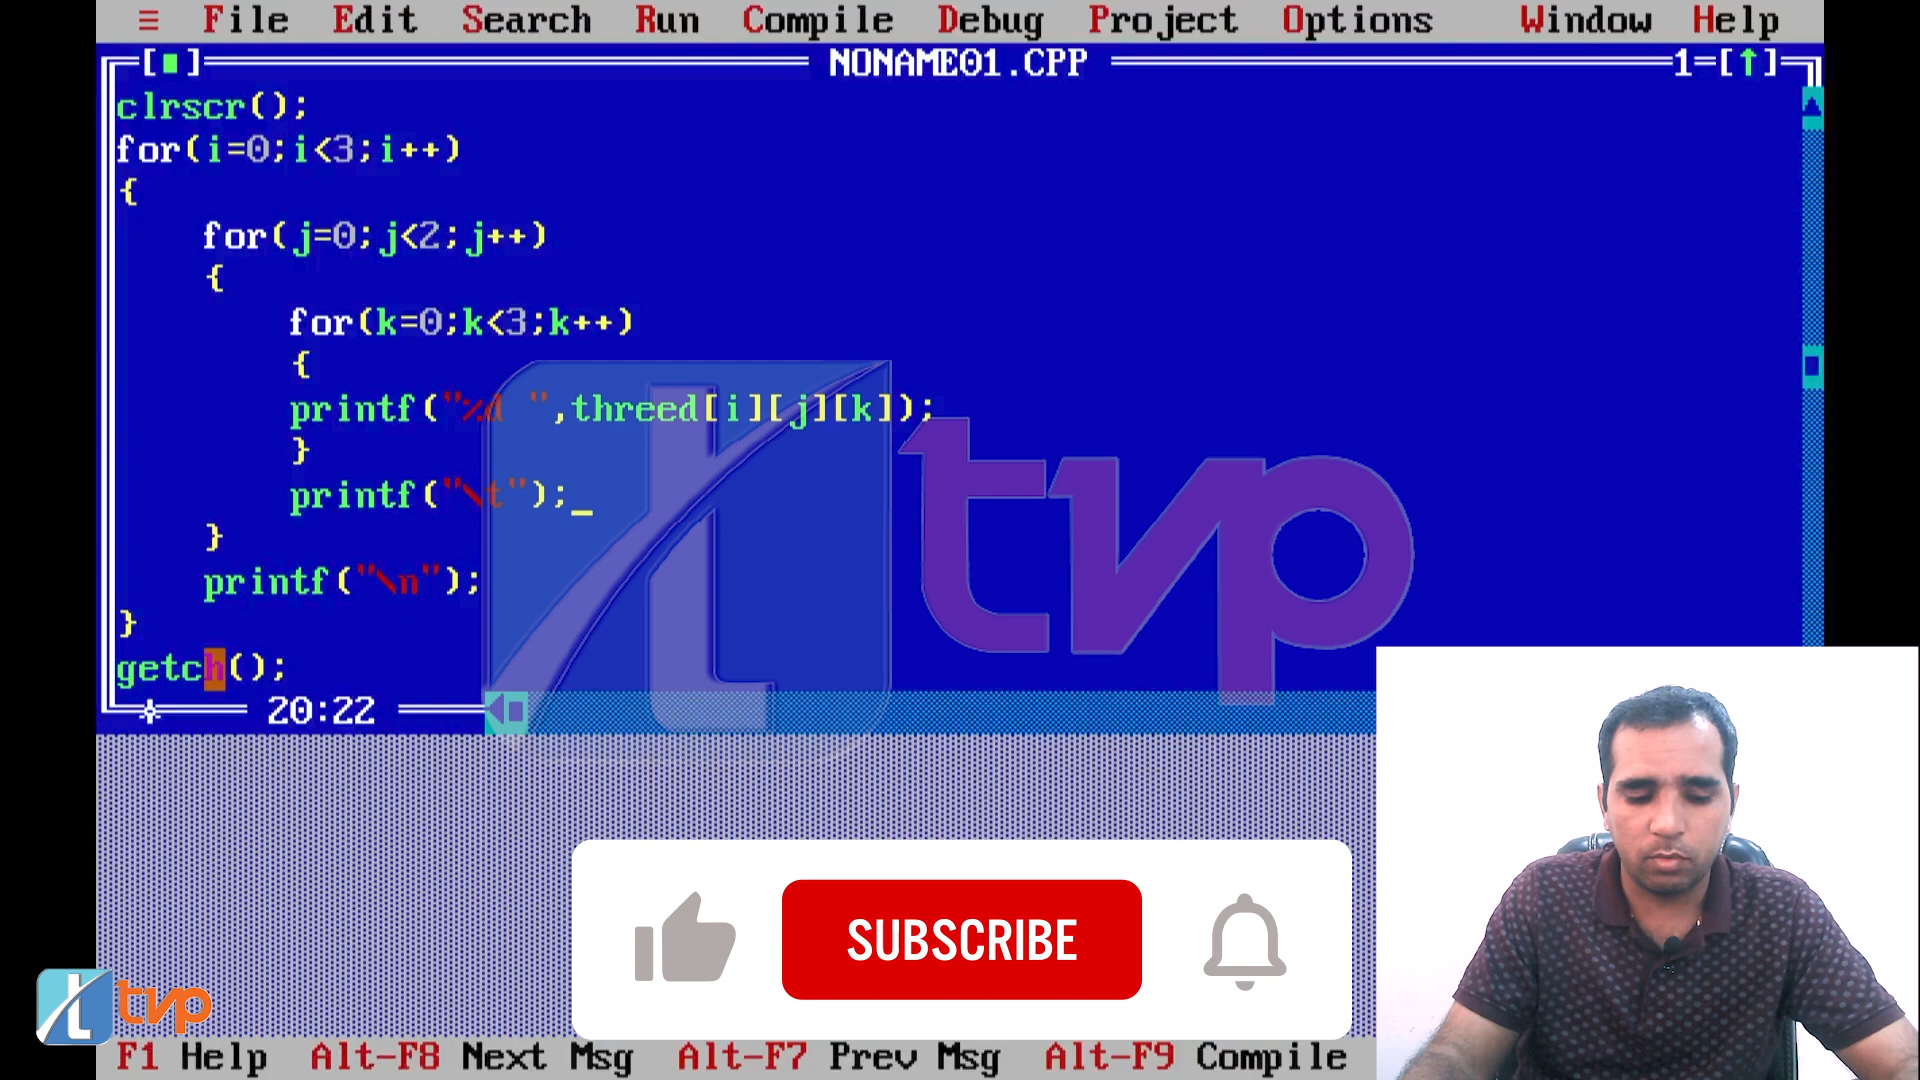 ≡ File Edit Search Run Compile Debug Project Options Window Help
[■] NONAME01.CPP 1=[↑]
clrscr();
for(i=0;i<3;i++)
{
for(j=0;j<2;j++)
{
for(k=0;k<3;k++)
{
printf("%d ",threed[i][j][k]);
}
printf("\t");_
}
printf("\n");
}
getch();
20:22
tvp
SUBSCRIBE
tvp
F1 Help Alt-F8 Next Msg Alt-F7 Prev Msg Alt-F9 Compile